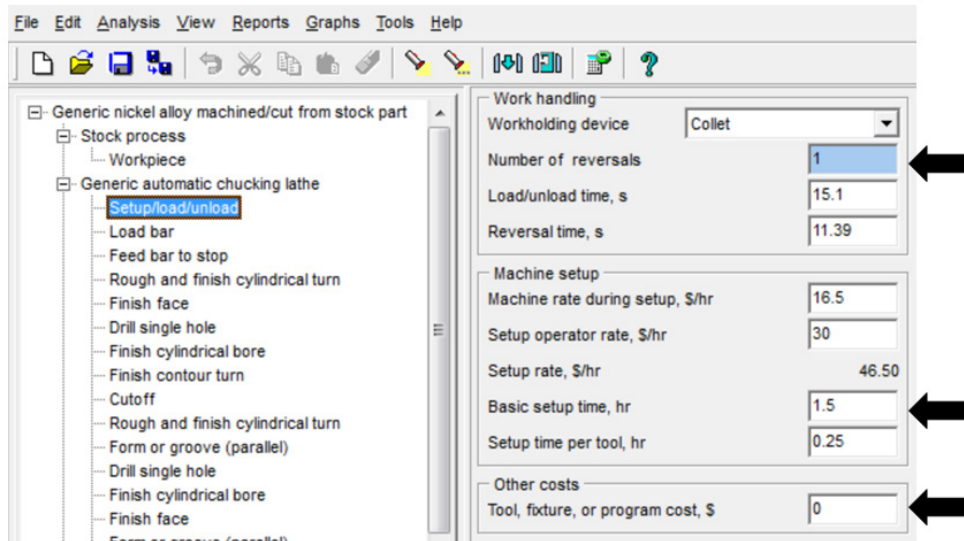 File Edit Analysis View Reports Graphs Tools Help
Generic nickel alloy machined/cut from stock part
Stock process
Workpiece
Generic automatic chucking lathe
Setup/load/unload
Load bar
Feed bar to stop
Rough and finish cylindrical turn
Finish face
Drill single hole
Finish cylindrical bore
Finish contour turn
Cutoff
Rough and finish cylindrical turn
Form or groove (parallel)
Drill single hole
Finish cylindrical bore
Finish face
Form or groove (parallel)
Work handling
Workholding device Collet
Number of reversals 1
Load/unload time, s 15.1
Reversal time, s 11.39
Machine setup
Machine rate during setup, $/hr 16.5
Setup operator rate, $/hr 30
Setup rate, $/hr 46.50
Basic setup time, hr 1.5
Setup time per tool, hr 0.25
Other costs
Tool, fixture, or program cost, $ 0